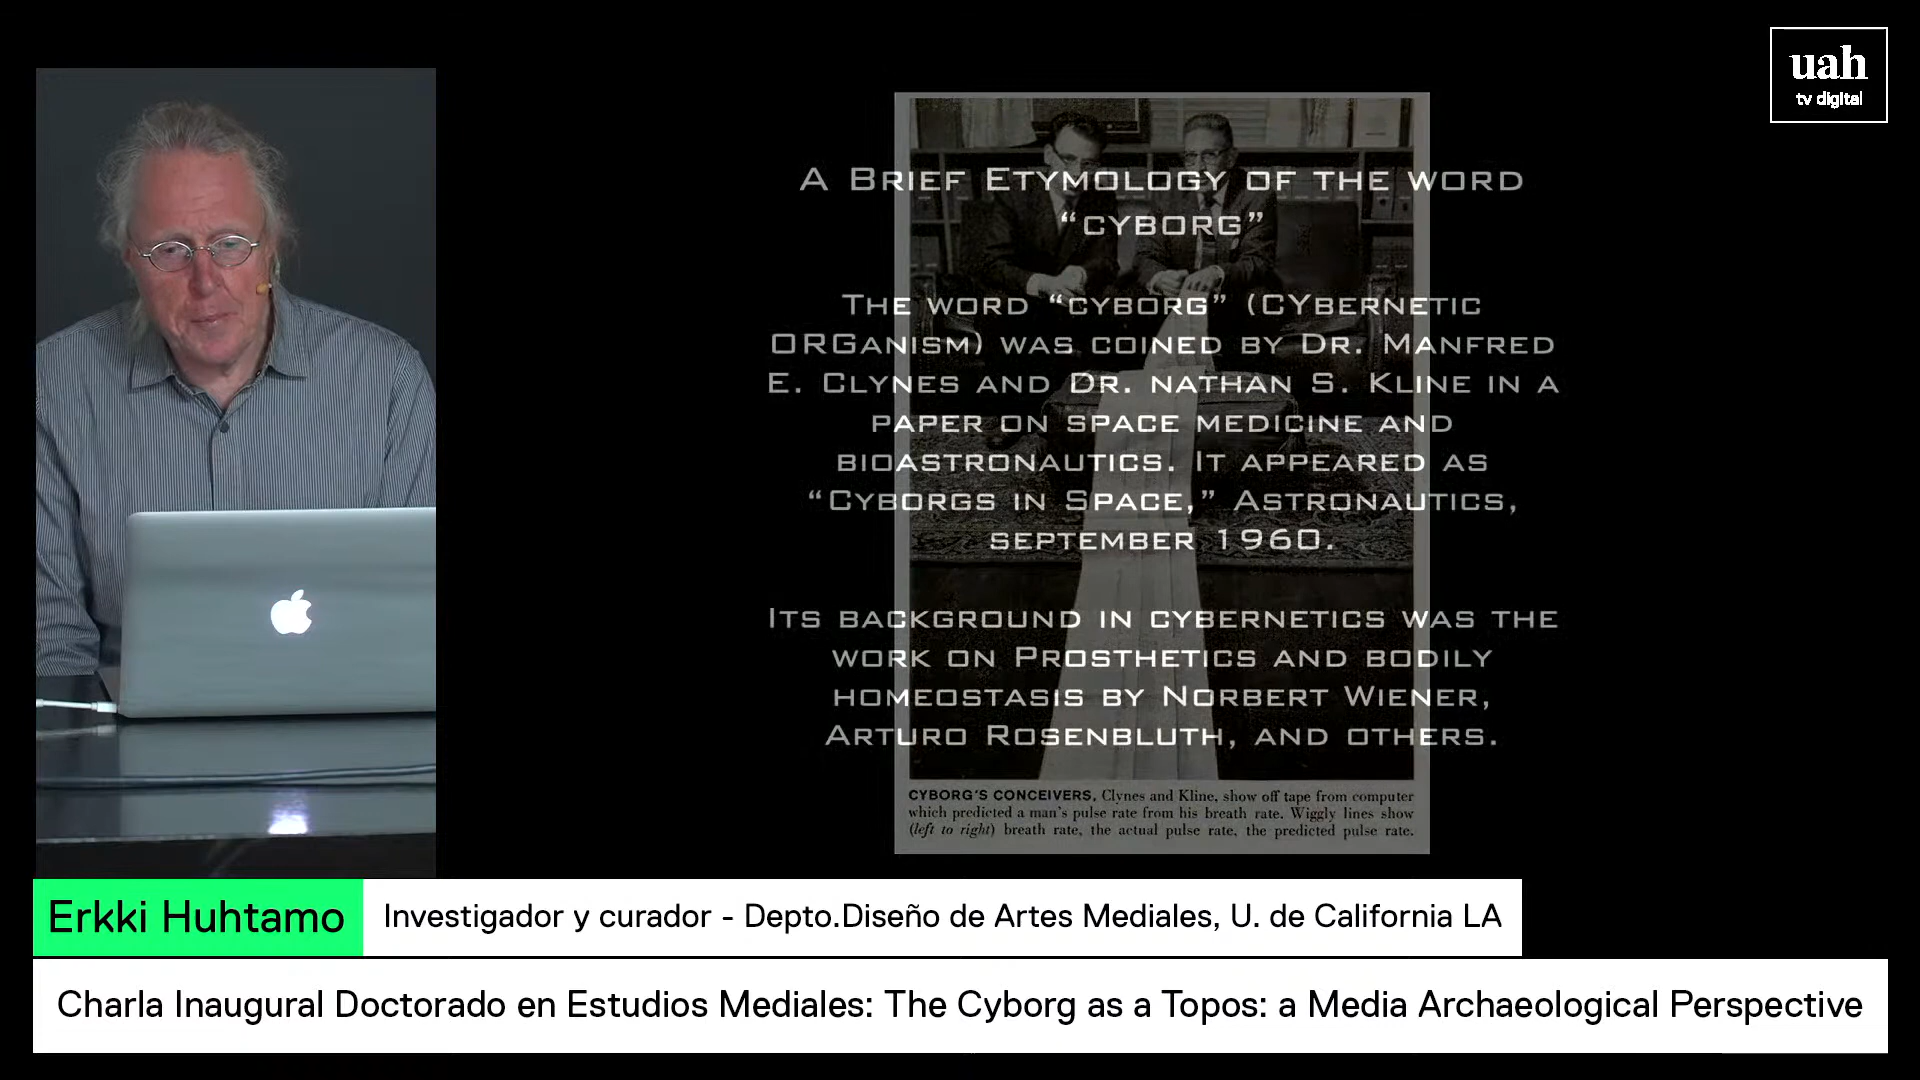 uah
tv digital
A Brief Etymology of the word
“cyborg”
The word “cyborg” (CYbernetic
ORGanism) was coined by Dr. Manfred
E. Clynes and Dr. nathan S. Kline in a
paper on space medicine and
bioastronautics. It appeared as
“Cyborgs in Space,” Astronautics,
september 1960.
Its background in cybernetics was the
work on Prosthetics and bodily
homeostasis by Norbert Wiener,
Arturo Rosenbluth, and others.
CYBORG'S CONCEIVERS, Clynes and Kline, show off tape from computer
which predicted a man's pulse rate from his breath rate. Wiggly lines show
(left to right) breath rate, the actual pulse rate, the predicted pulse rate.
Erkki Huhtamo
Investigador y curador - Depto.Diseño de Artes Mediales, U. de California LA
Charla Inaugural Doctorado en Estudios Mediales: The Cyborg as a Topos: a Media Archaeological Perspective